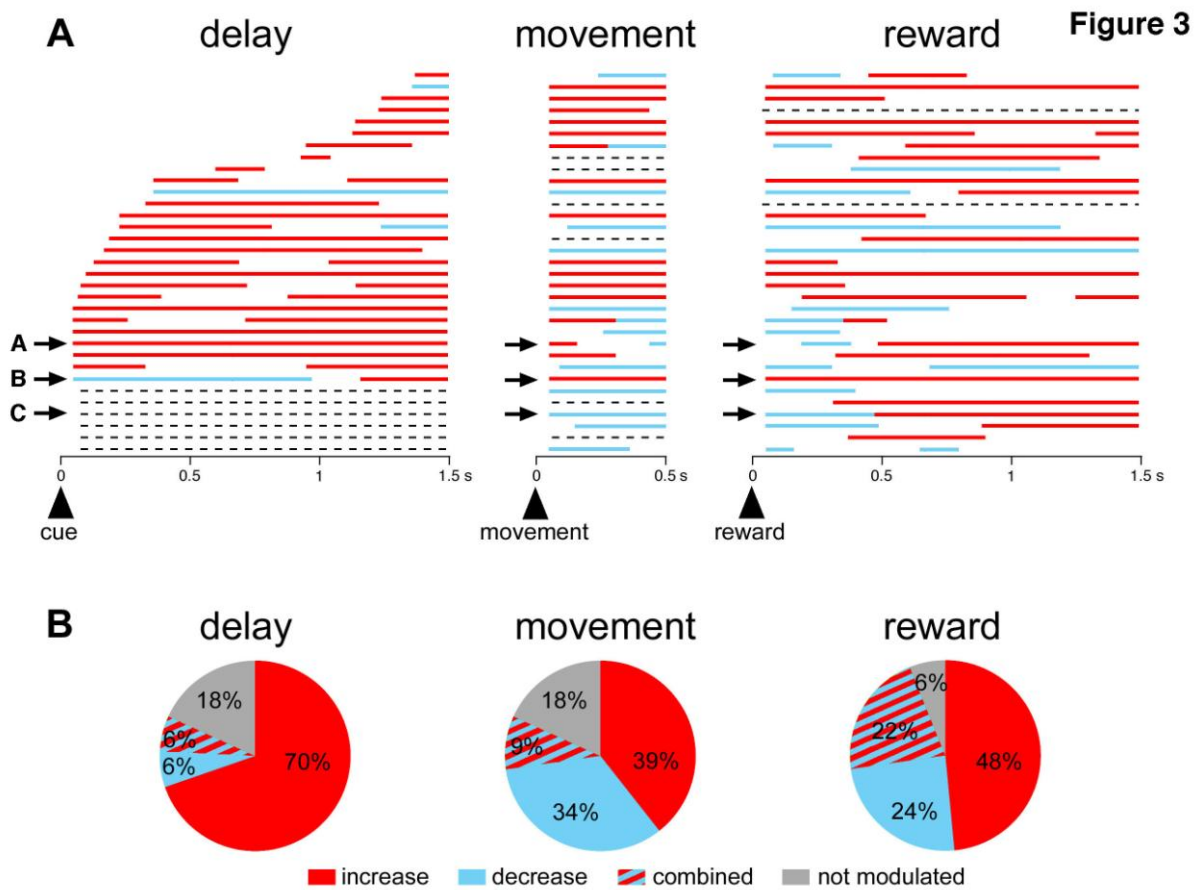 Figure 3
A
delay
movement
reward
A
B
C
0
0.5
1
1.5 s
0
0.5 s
0
0.5
1
1.5 s
cue
movement
reward
B
delay
movement
reward
18%
6%
6%
70%
18%
9%
34%
39%
6%
22%
24%
48%
increase
decrease
combined
not modulated